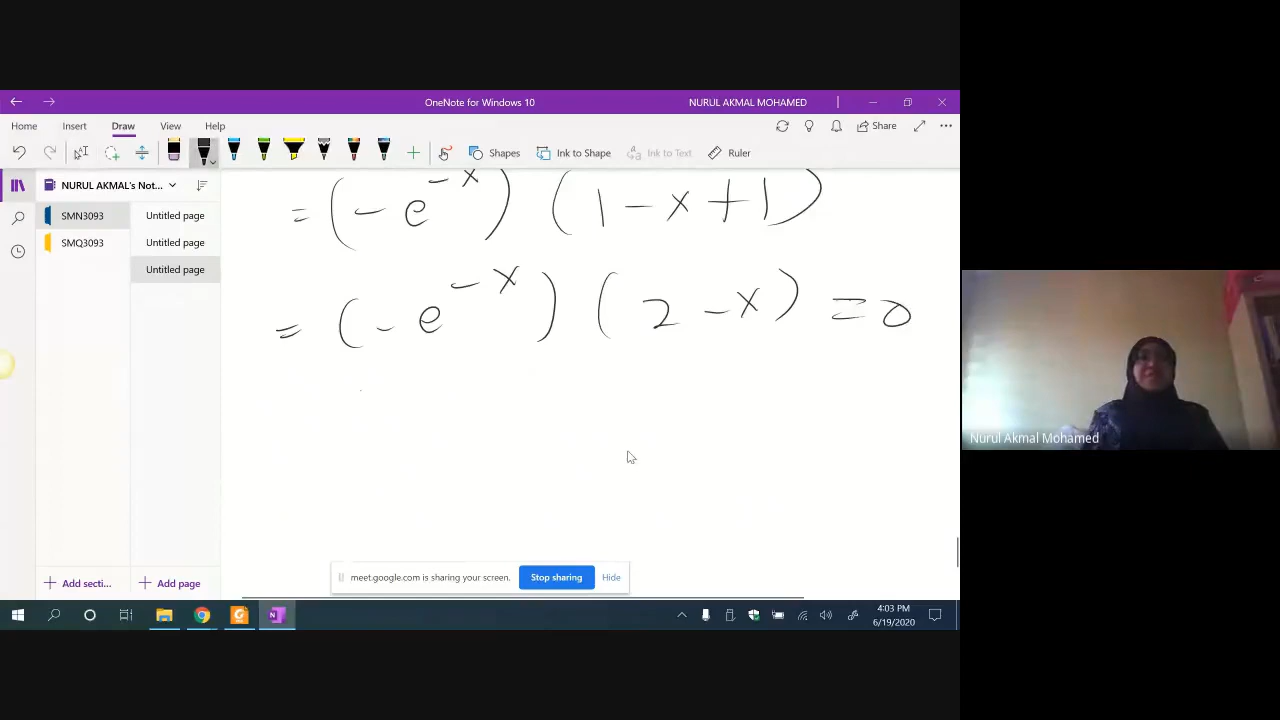 OneNote for Windows 10
NURUL AKMAL MOHAMED
Home Insert Draw View Help
Share
Shapes
Ink to Shape
Ink to Text
Ruler
NURUL AKMAL's Not...
SMN3093
SMQ3093
Untitled page
Untitled page
Untitled page
= (-e^{-x}) (1 - x + 1)
= (-e^{-x}) (2 - x) = 0
Nurul Akmal Mohamed
Add secti...
Add page
meet.google.com is sharing your screen.
Stop sharing
Hide
4:03 PM
6/19/2020